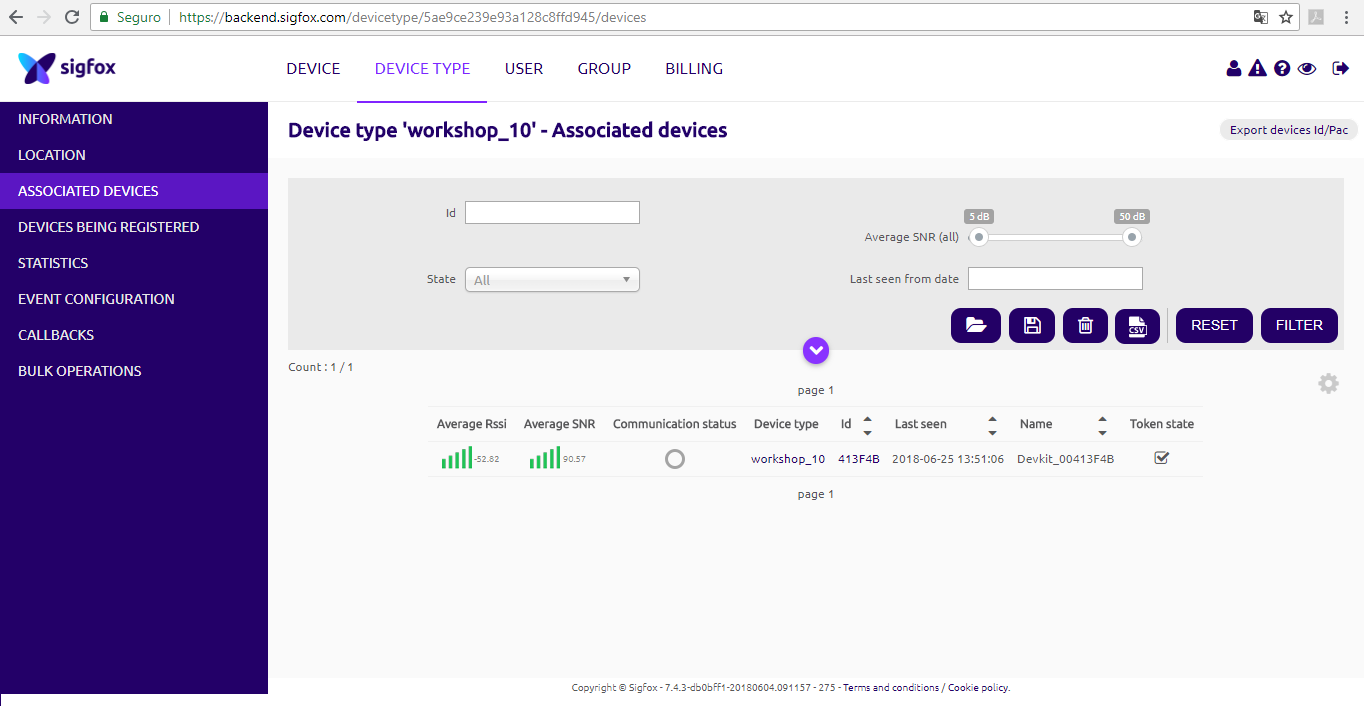 Seguro https://backend.sigfox.com/devicetype/5ae9ce239e93a128c8ffd945/devices
sigfox DEVICE DEVICE TYPE USER GROUP BILLING
INFORMATION
LOCATION
ASSOCIATED DEVICES
DEVICES BEING REGISTERED
STATISTICS
EVENT CONFIGURATION
CALLBACKS
BULK OPERATIONS
Device type 'workshop_10' - Associated devices Export devices Id/Pac
Id
5 dB 50 dB
Average SNR (all)
State All Last seen from date
CSV RESET FILTER
Count : 1 / 1
page 1
Average Rssi Average SNR Communication status Device type Id Last seen Name Token state
-52.82 90.57 workshop_10 413F4B 2018-06-25 13:51:06 Devkit_00413F4B
page 1
Copyright © Sigfox - 7.4.3-db0bff1-20180604.091157 - 275 - Terms and conditions / Cookie policy.